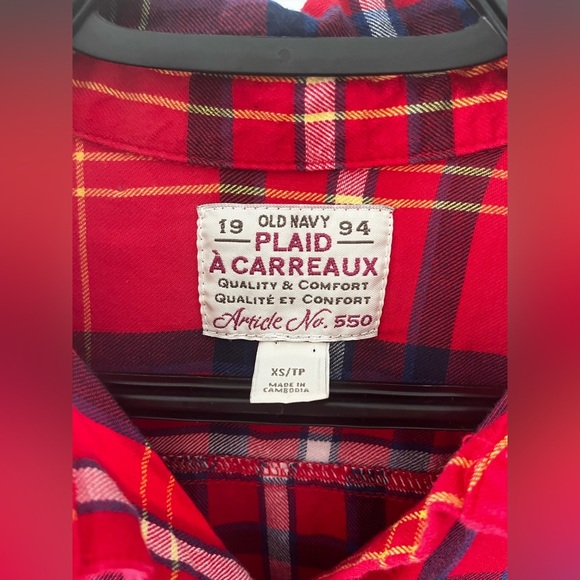 19 OLD NAVY 94
PLAID
À CARREAUX
QUALITY & COMFORT
QUALITÉ ET CONFORT
Article No. 550
XS/TP
MADE IN
CAMBODIA